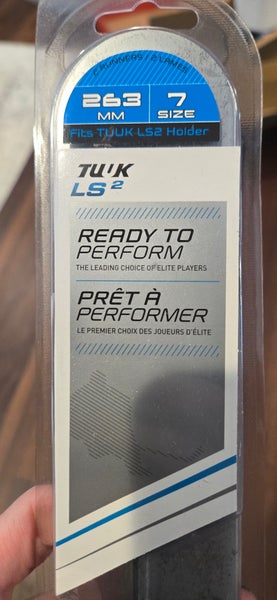 2 RUNNERS / 2 LAMES
263 MM
7 SIZE
Fits TUUK LS2 Holder
TUUK
LS²
READY TO
PERFORM
THE LEADING CHOICE OF ELITE PLAYERS
PRÊT À
PERFORMER
LE PREMIER CHOIX DES JOUEURS D'ÉLITE